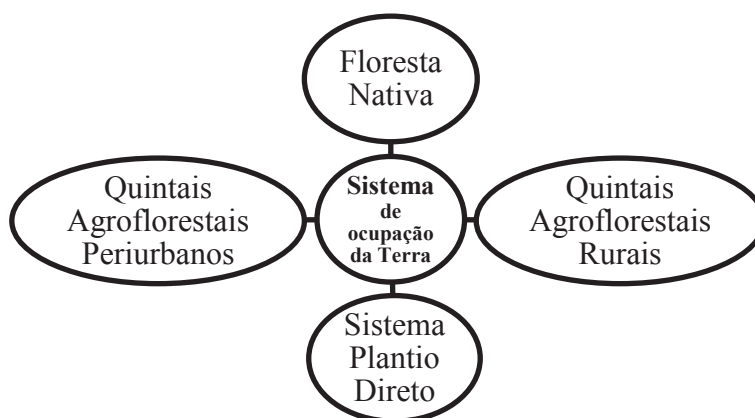 Floresta
Nativa
Quintais
Agroflorestais
Periurbanos
Sistema
de
ocupação
da Terra
Quintais
Agroflorestais
Rurais
Sistema
Plantio
Direto